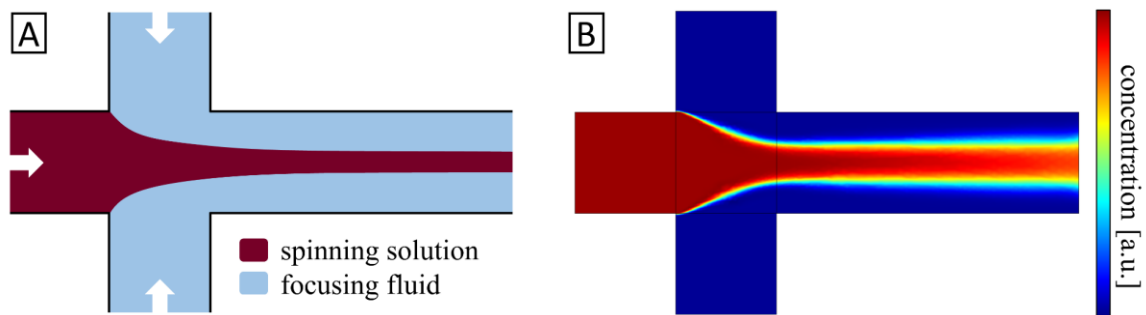 A
B
spinning solution
focusing fluid
concentration [a.u.]